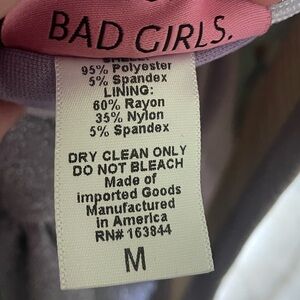 BAD GIRLS.
SHELL:
95% Polyester
5% Spandex
LINING:
60% Rayon
35% Nylon
5% Spandex
DRY CLEAN ONLY
DO NOT BLEACH
Made of
imported Goods
Manufactured
in America
RN# 163844
M